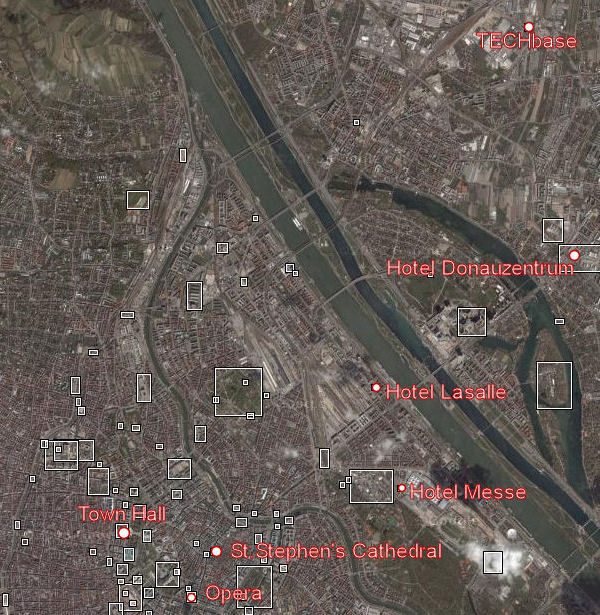 TECHbase
Hotel Donauzentrum
Hotel Lasalle
Hotel Messe
Town Hall
St.Stephen's Cathedral
Opera